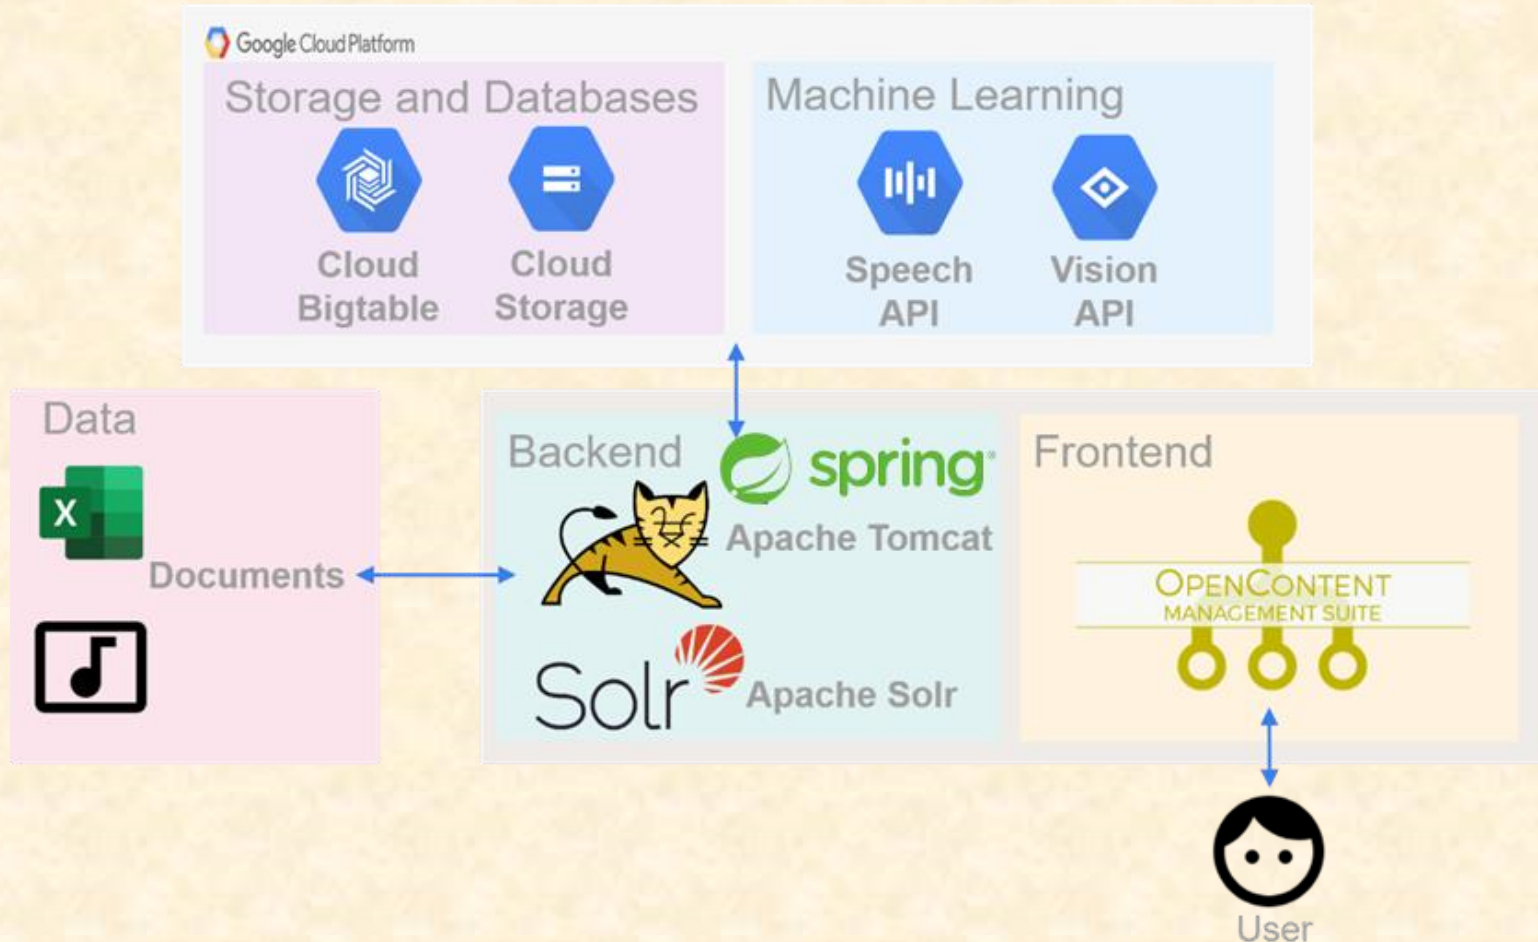 Google Cloud Platform
Storage and Databases
Cloud
Bigtable
Cloud
Storage
Machine Learning
Speech
API
Vision
API
Data
X
Documents
Backend
spring
Apache Tomcat
Solr
Apache Solr
Frontend
OPENCONTENT
MANAGEMENT SUITE
User